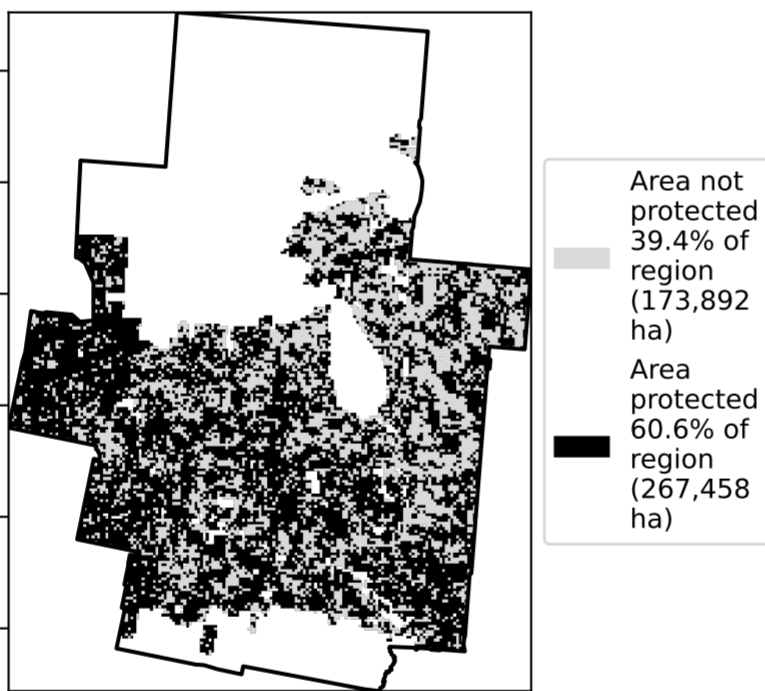 Area not
protected
39.4% of
region
(173,892
ha)
Area
protected
60.6% of
region
(267,458
ha)